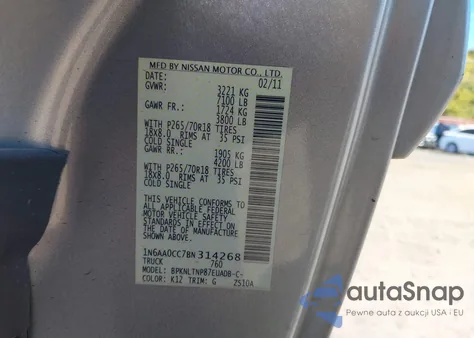 MFD BY NISSAN MOTOR CO., LTD.
DATE: 02/11
GVWR: 3221 KG
7100 LB
GAWR FR.: 1724 KG
3800 LB
WITH P265/70R18 TIRES
18X8.0 RIMS AT 35 PSI
COLD SINGLE
GAWR RR.: 1905 KG
4200 LB
WITH P265/70R18 TIRES
18X8.0 RIMS AT 35 PSI
COLD SINGLE
THIS VEHICLE CONFORMS TO
ALL APPLICABLE FEDERAL
MOTOR VEHICLE SAFETY
STANDARDS IN EFFECT ON
THE DATE OF MANUFACTURE
SHOWN ABOVE.
1N6AA0CC7BN314268
TRUCK 760
MODEL: BPKNLTNP87EUADB-C-
COLOR: K12 TRIM: G ZS10A
autaSnap
Pewne auta z aukcji USA i EU